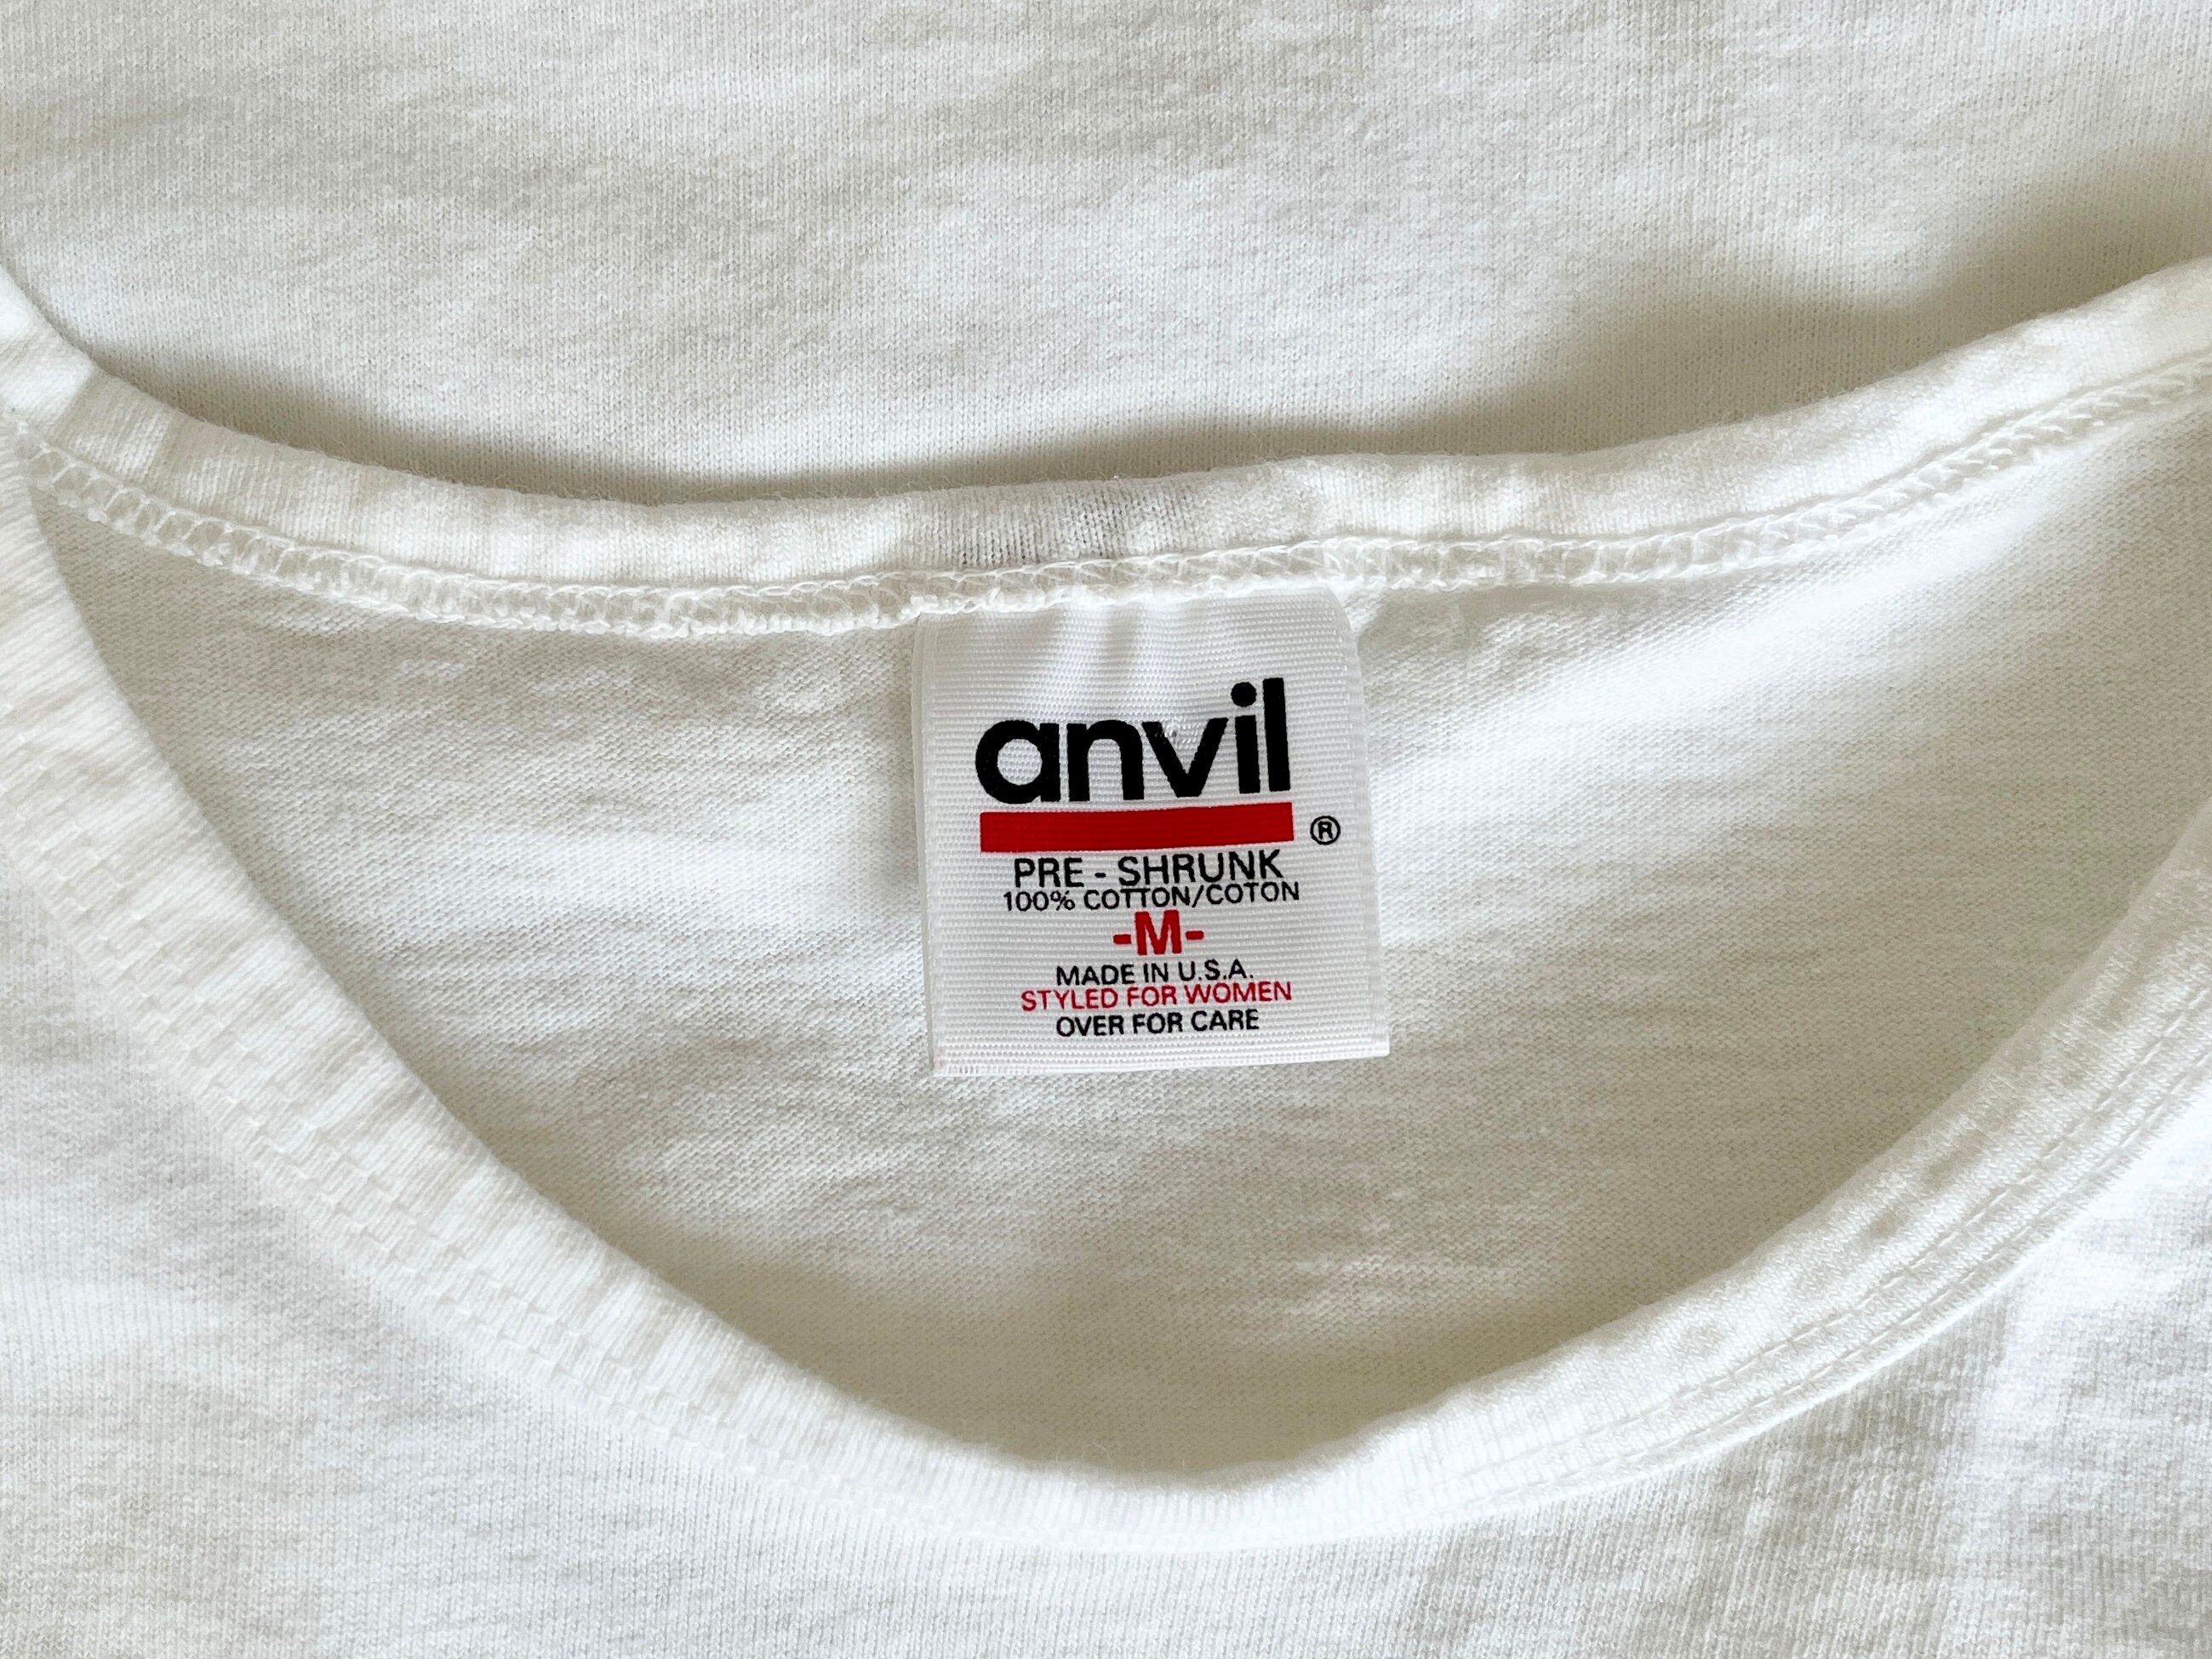 anvil
®
PRE - SHRUNK
100% COTTON/COTON
-M-
MADE IN U.S.A.
STYLED FOR WOMEN
OVER FOR CARE